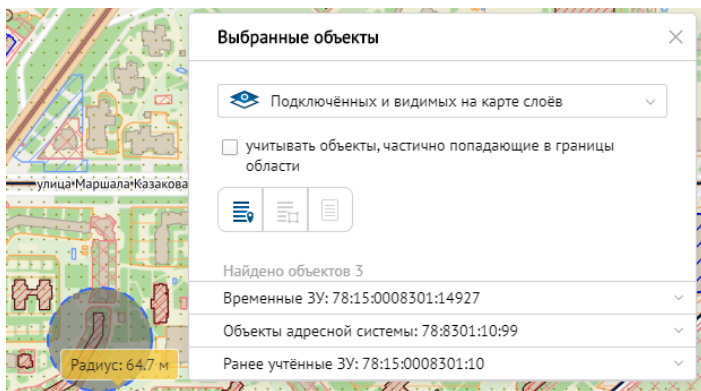 Выбранные объекты
Подключённых и видимых на карте слоёв
учитывать объекты, частично попадающие в границы
области
улица Маршала Казакова
Найдено объектов 3
Временные ЗУ: 78:15:0008301:14927
Объекты адресной системы: 78:8301:10:99
Ранее учтённые ЗУ: 78:15:0008301:10
Радиус: 64.7 м